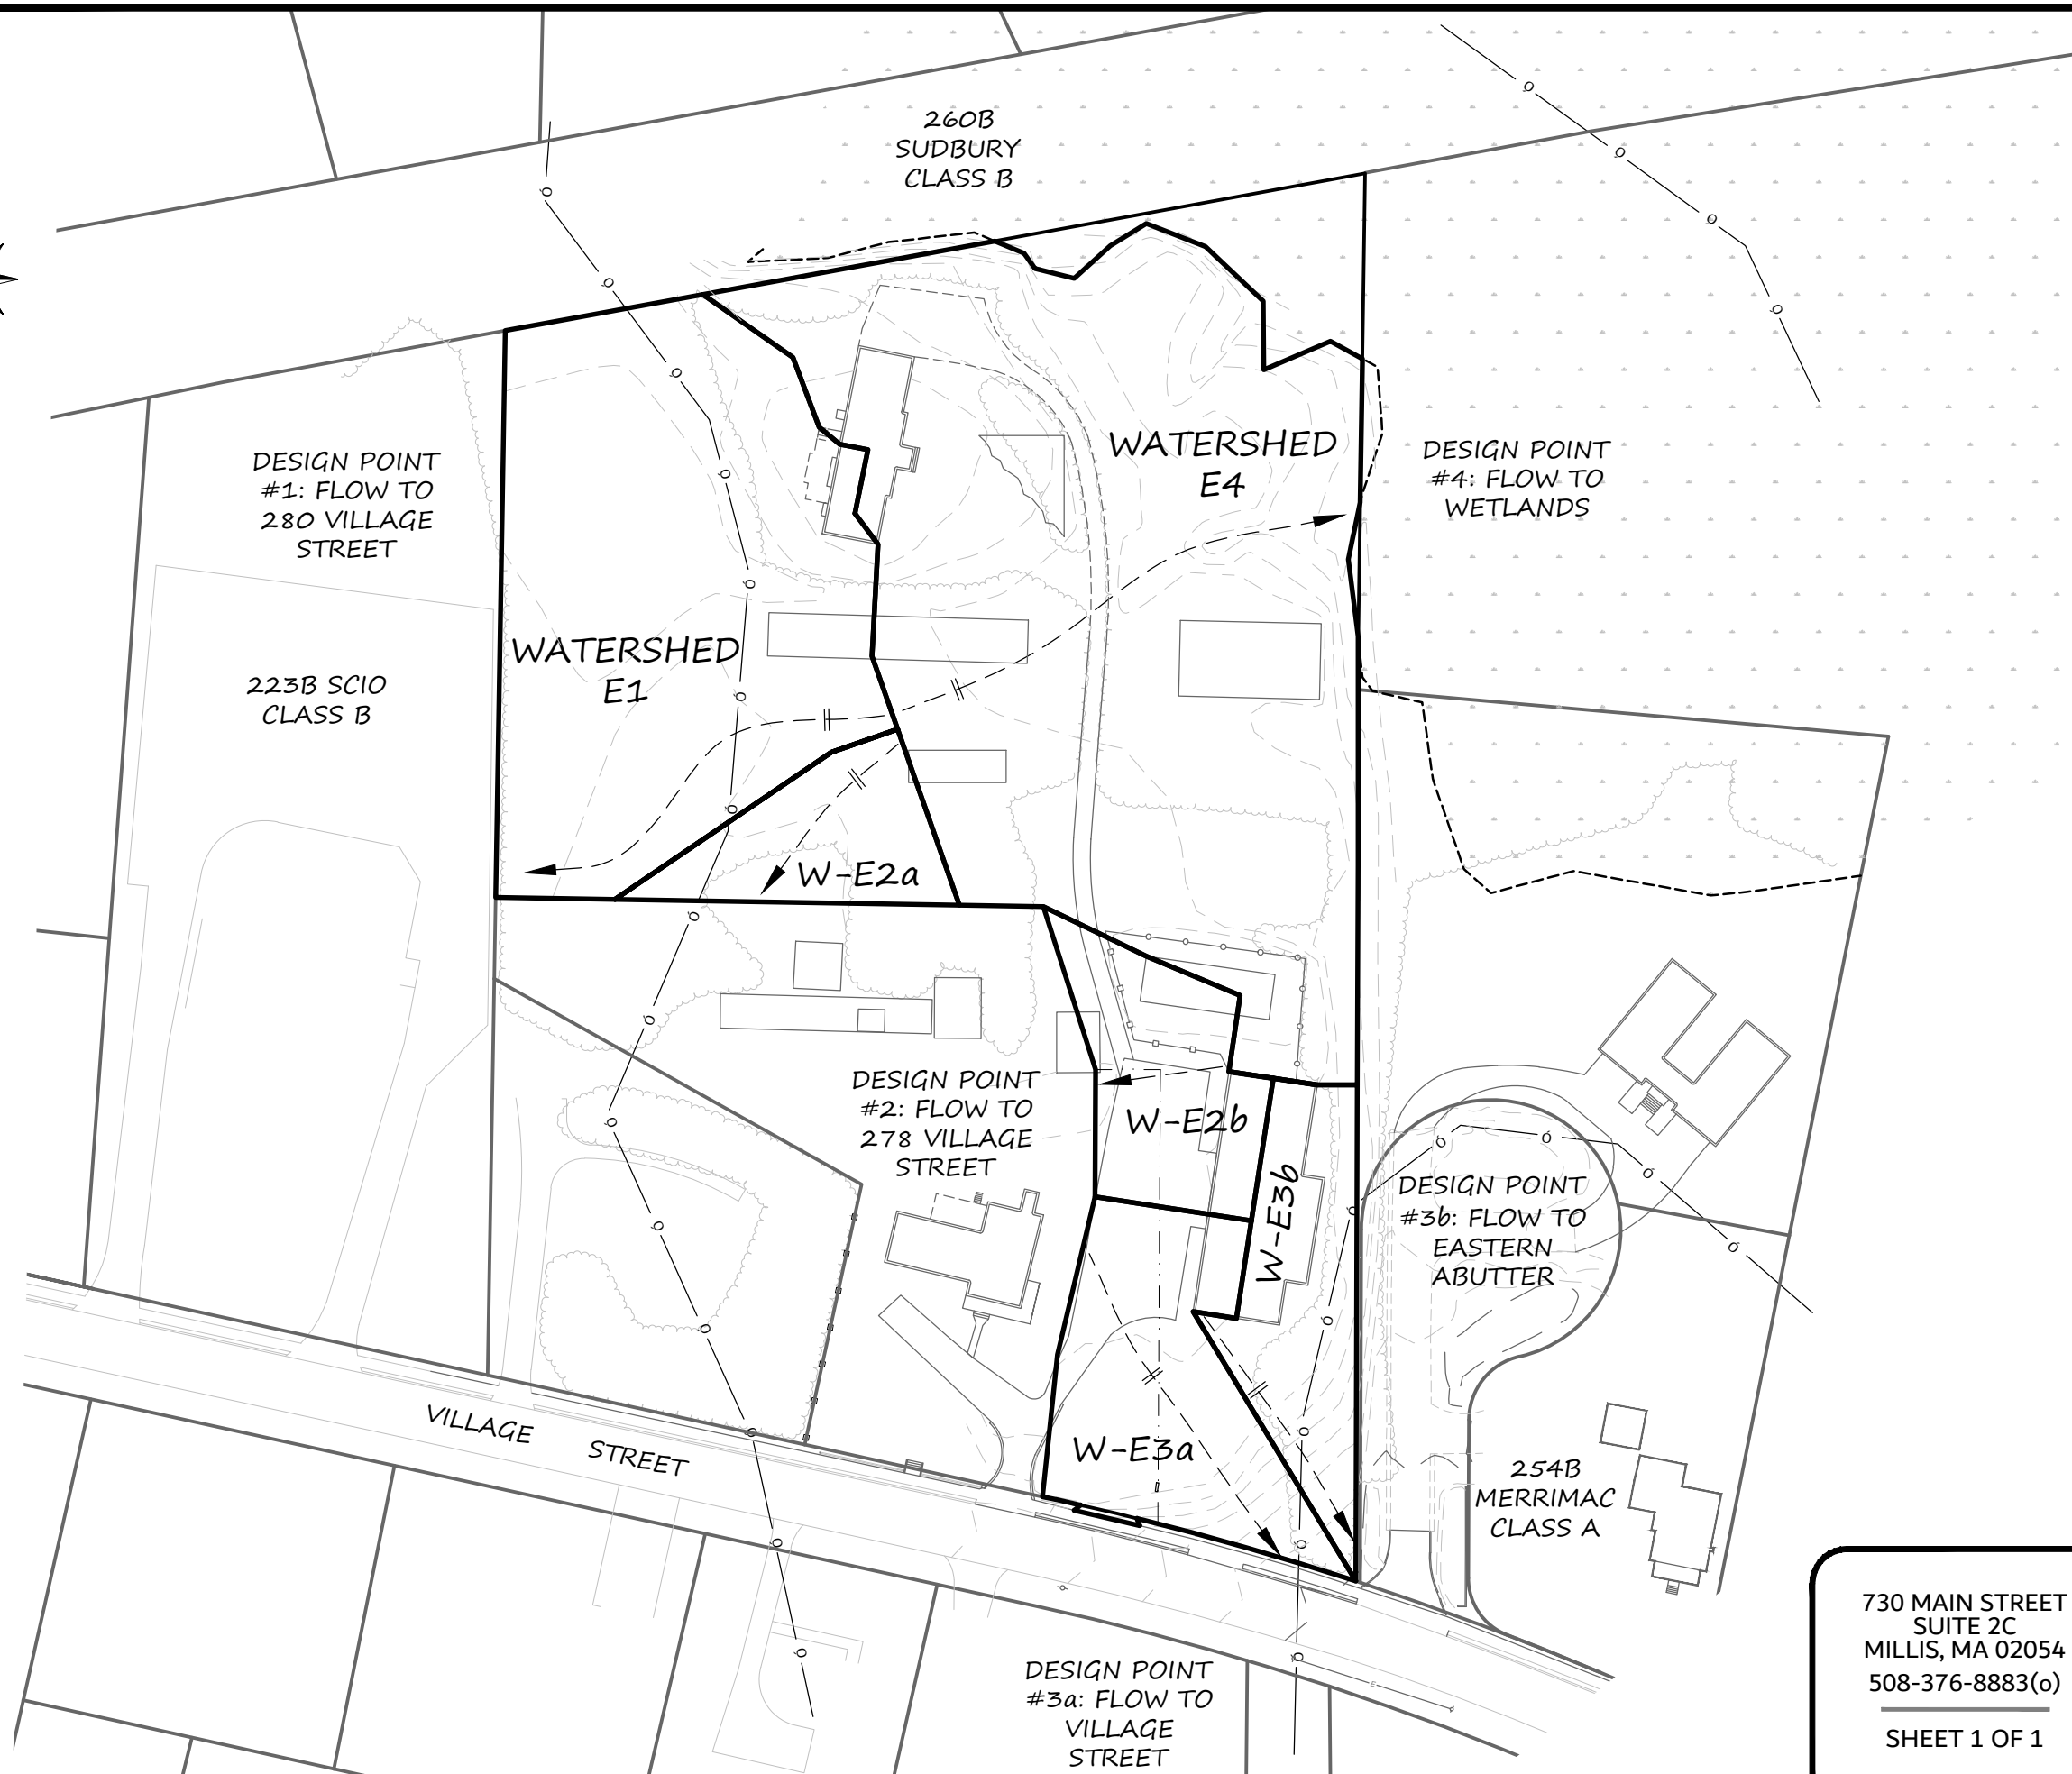 260B
SUDBURY
CLASS B
DESIGN POINT
#1: FLOW TO
280 VILLAGE
STREET
WATERSHED
E4
DESIGN POINT
#4: FLOW TO
WETLANDS
WATERSHED
E1
223B SCIO
CLASS B
W-E2a
DESIGN POINT
#2: FLOW TO
278 VILLAGE
STREET
W-E2b
W-E3b
DESIGN POINT
#3b: FLOW TO
EASTERN
ABUTTER
VILLAGE STREET
W-E3a
254B
MERRIMAC
CLASS A
DESIGN POINT
#3a: FLOW TO
VILLAGE
STREET
730 MAIN STREET
SUITE 2C
MILLIS, MA 02054
508-376-8883(o)
SHEET 1 OF 1